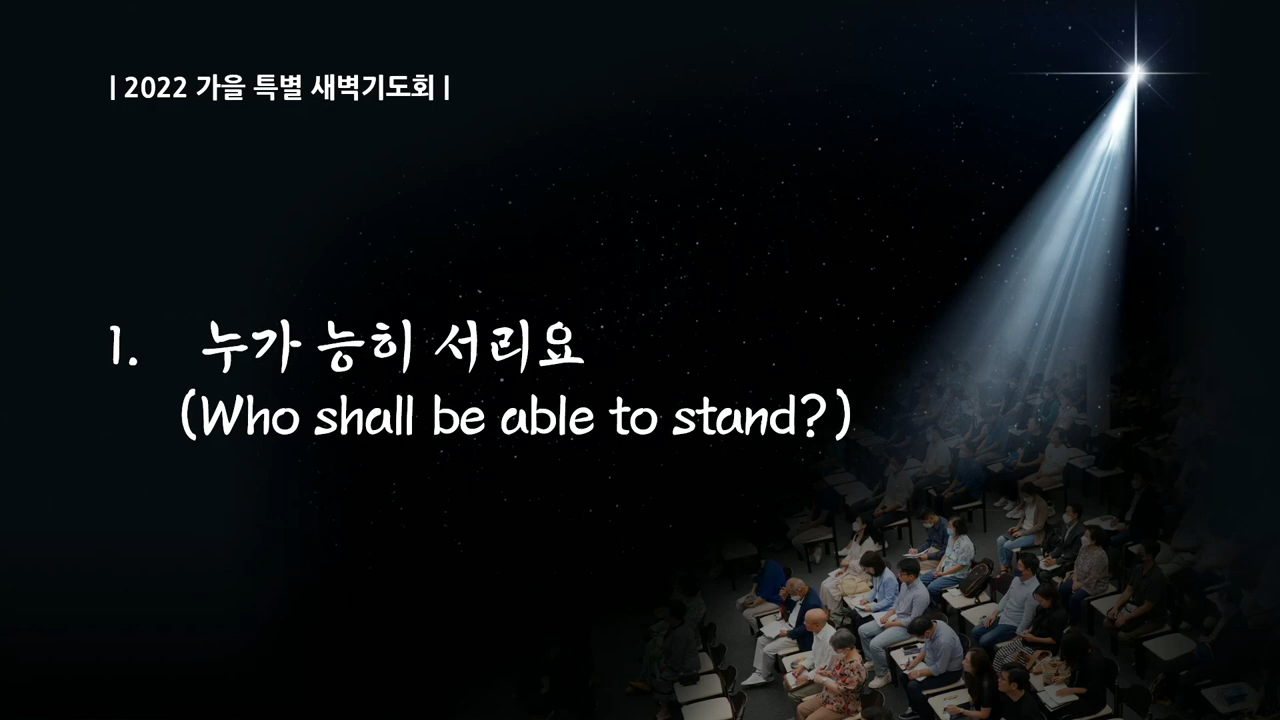 | 2022 가을 특별 새벽기도회 |
1. 누가 능히 서리요
(Who shall be able to stand?)